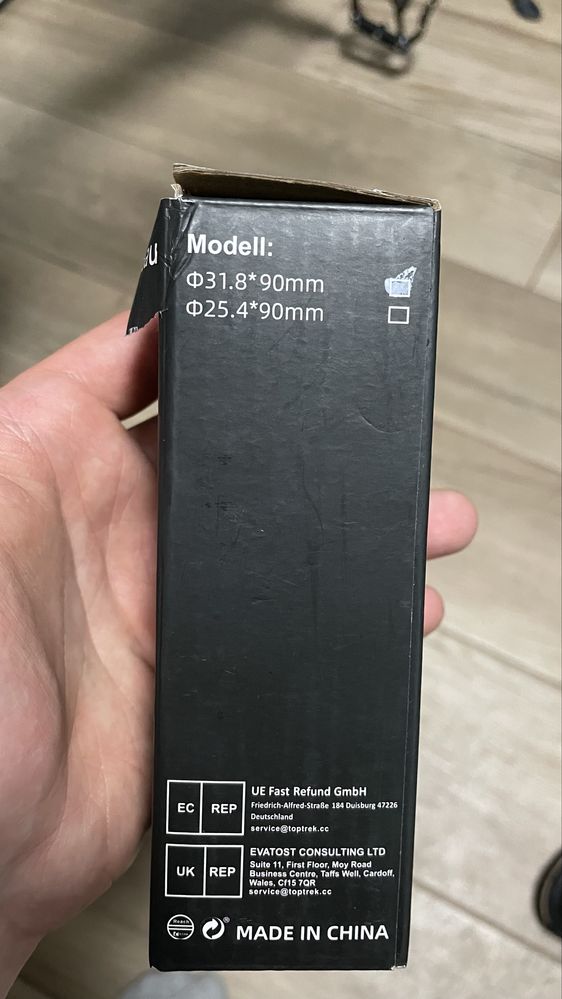 au
Modell:
Φ31.8*90mm
Φ25.4*90mm
EC REP
UE Fast Refund GmbH
Friedrich-Alfred-Straße 184 Duisburg 47226
Deutschland
service@toptrek.cc
UK REP
EVATOST CONSULTING LTD
Suite 11, First Floor, Moy Road
Business Centre, Taffs Well, Cardoff,
Wales, Cf15 7QR
service@toptrek.cc
Reach
MADE IN CHINA